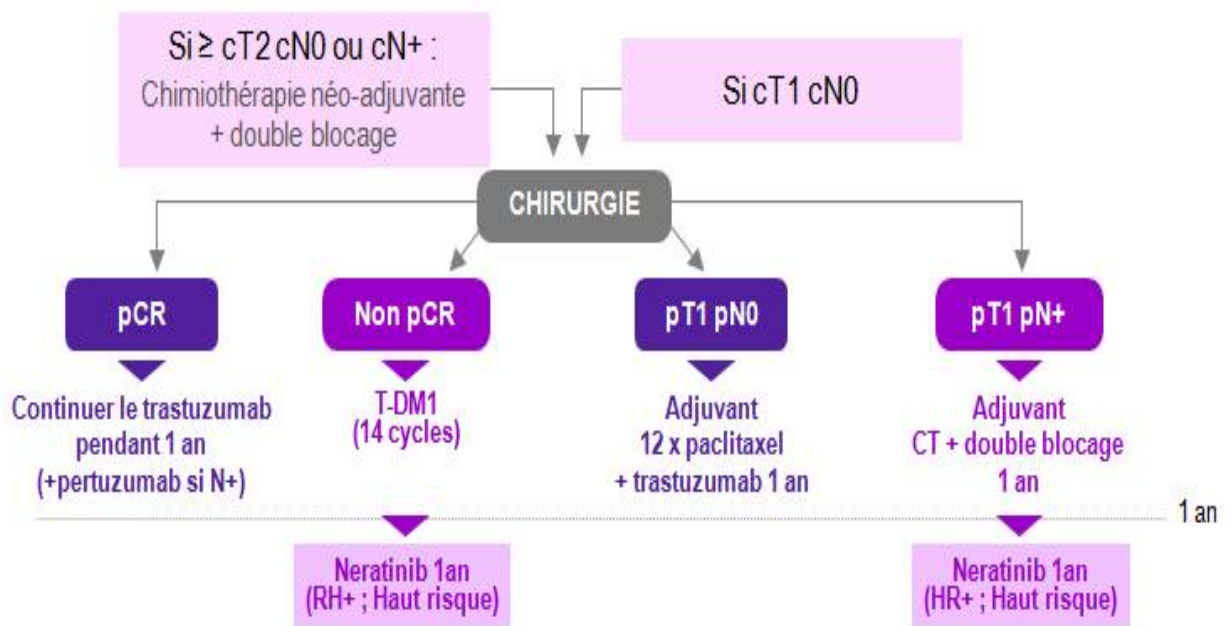 Si ≥ cT2 cN0 ou cN+ :
Chimiothérapie néo-adjuvante
+ double blocage
Si cT1 cN0
CHIRURGIE
pCR
Continuer le trastuzumab
pendant 1 an
(+pertuzumab si N+)
Non pCR
T-DM1
(14 cycles)
pT1 pN0
Adjuvant
12 x paclitaxel
+ trastuzumab 1 an
pT1 pN+
Adjuvant
CT + double blocage
1 an
1 an
Neratinib 1an
(RH+ ; Haut risque)
Neratinib 1an
(HR+ ; Haut risque)